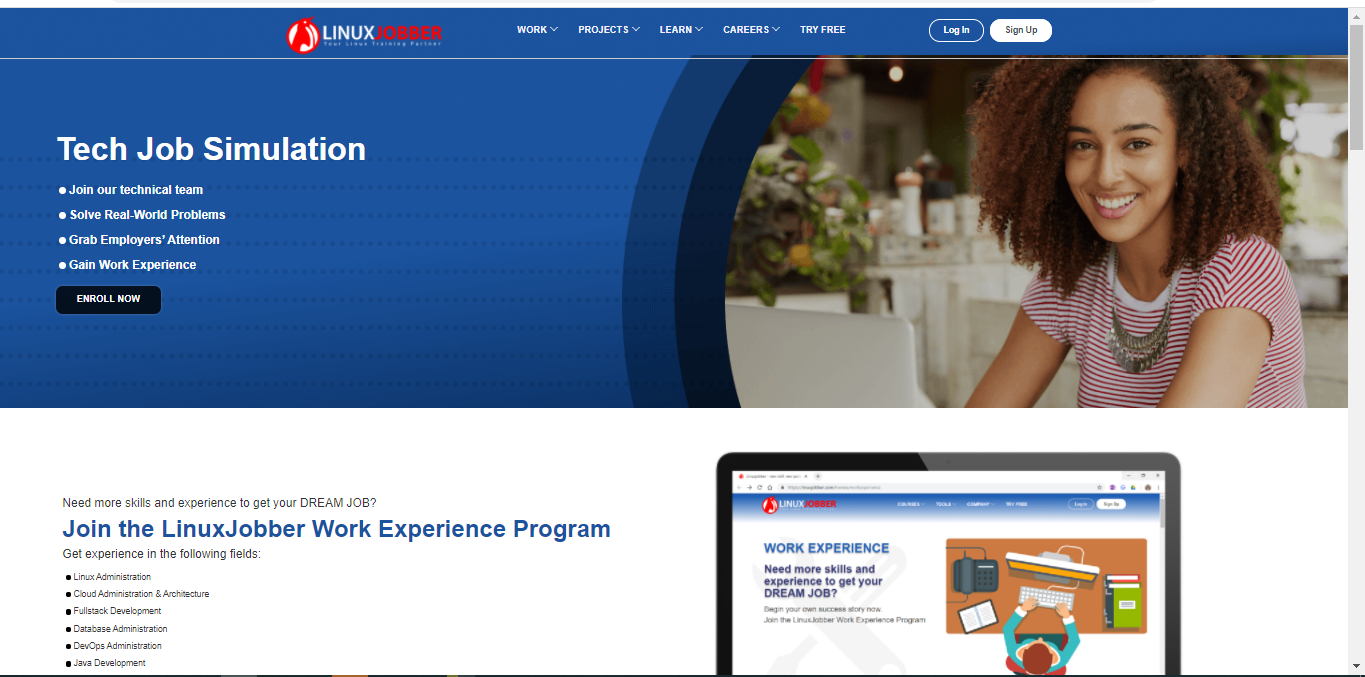 LINUXJOBBER
Your Linux Training Partner
WORK PROJECTS LEARN CAREERS TRY FREE
Log In Sign Up
Tech Job Simulation
Join our technical team
Solve Real-World Problems
Grab Employers’ Attention
Gain Work Experience
ENROLL NOW
Need more skills and experience to get your DREAM JOB?
Join the LinuxJobber Work Experience Program
Get experience in the following fields:
Linux Administration
Cloud Administration & Architecture
Fullstack Development
Database Administration
DevOps Administration
Java Development
LINUXJOBBER
COURSES TOOLS COMPANY TRY FREE
Log In Sign Up
WORK EXPERIENCE
Need more skills and
experience to get your
DREAM JOB?
Begin your own success story now.
Join the LinuxJobber Work Experience Program